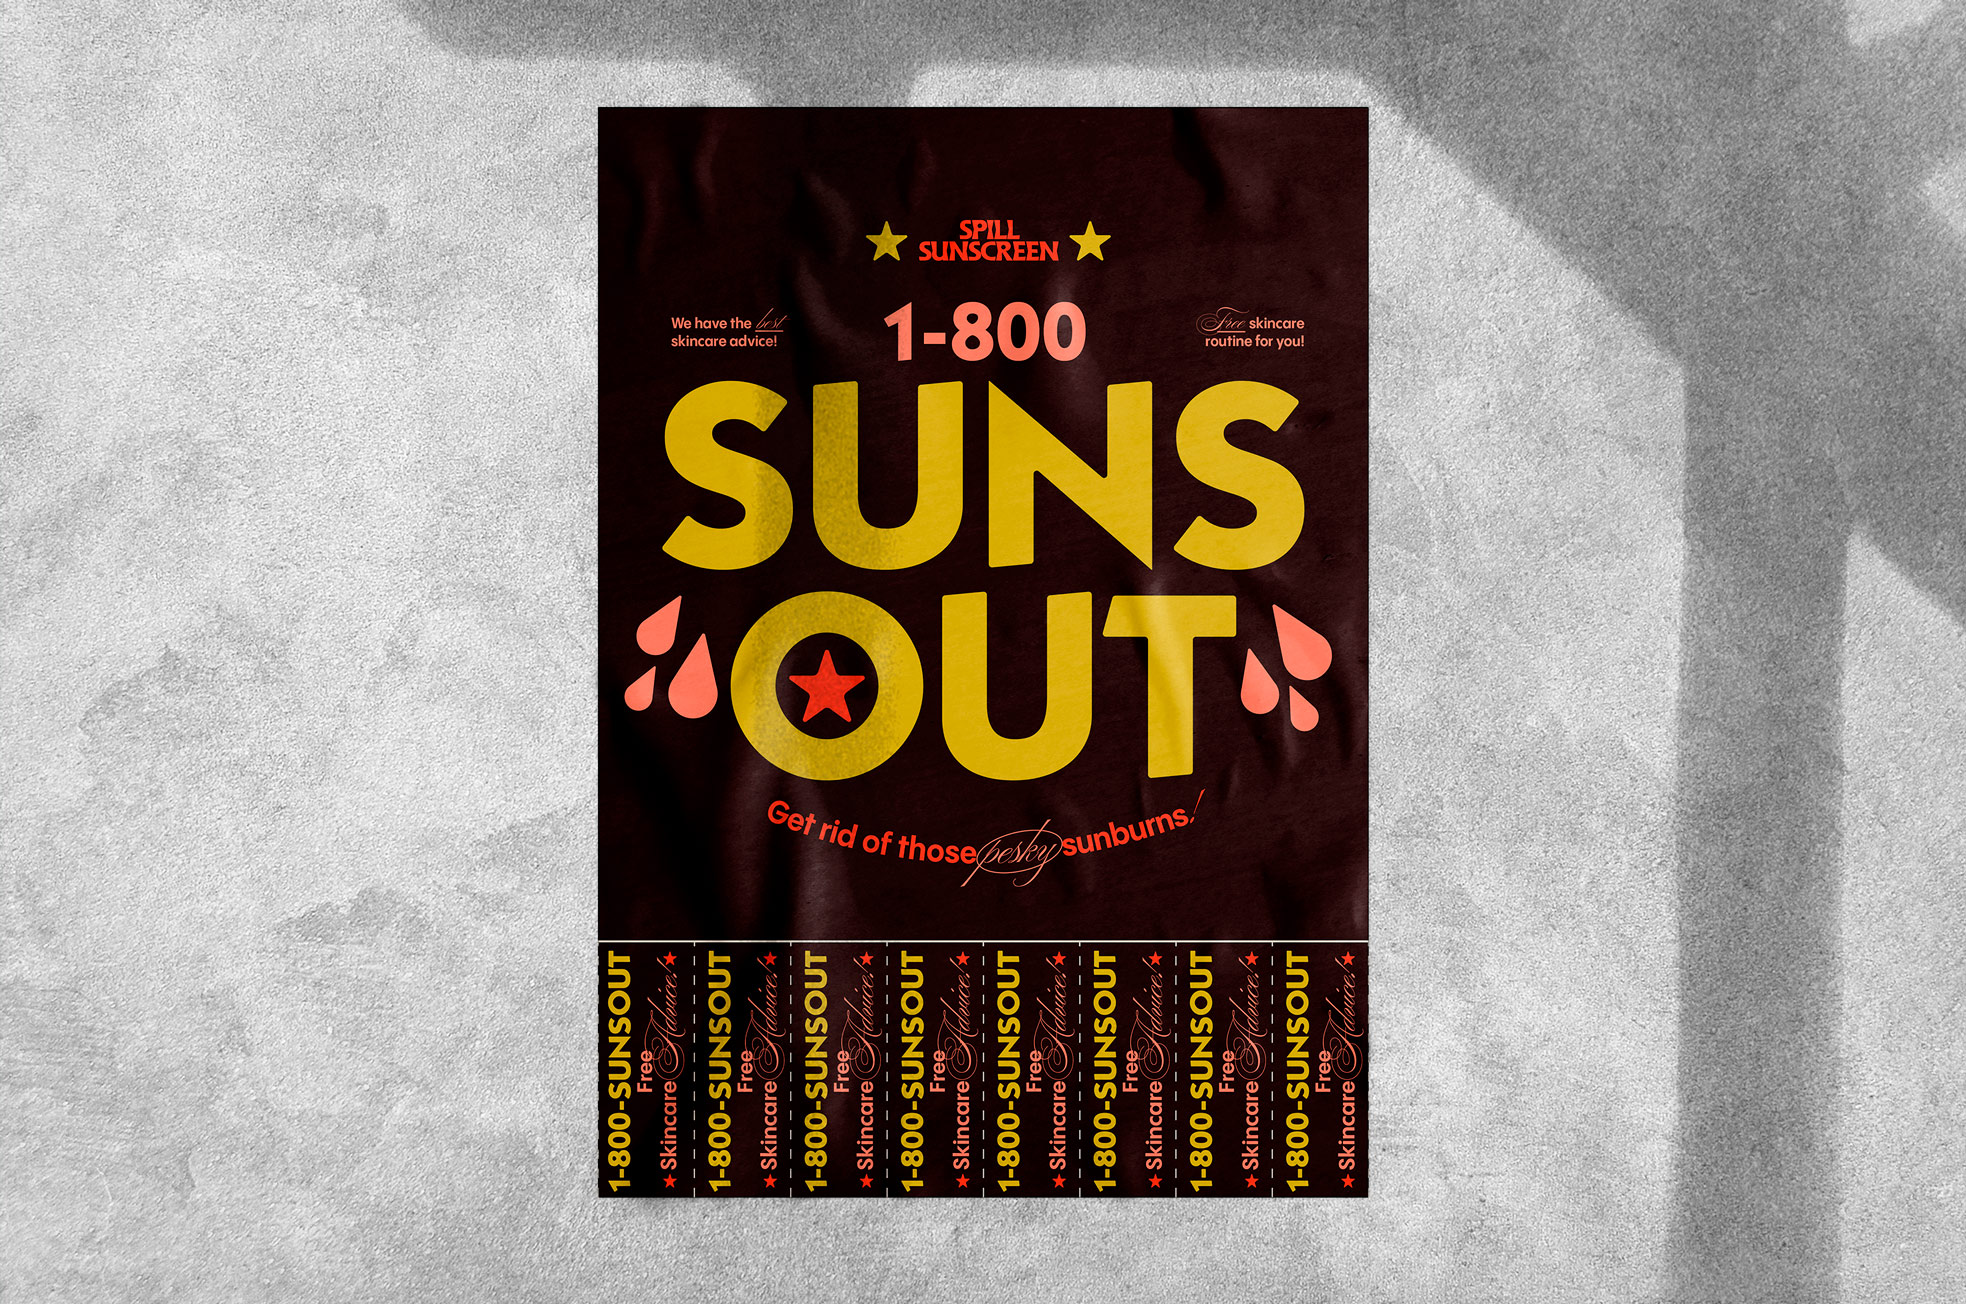 SPILL
SUNSCREEN
1-800
We have the best
skincare advice!
Free skincare
routine for you!
SUNS
OUT
Get rid of those pesky sunburns!
1-800-SUNSOUT
Free
Skincare Advice!
1-800-SUNSOUT
Free
Skincare Advice!
1-800-SUNSOUT
Free
Skincare Advice!
1-800-SUNSOUT
Free
Skincare Advice!
1-800-SUNSOUT
Free
Skincare Advice!
1-800-SUNSOUT
Free
Skincare Advice!
1-800-SUNSOUT
Free
Skincare Advice!
1-800-SUNSOUT
Free
Skincare Advice!